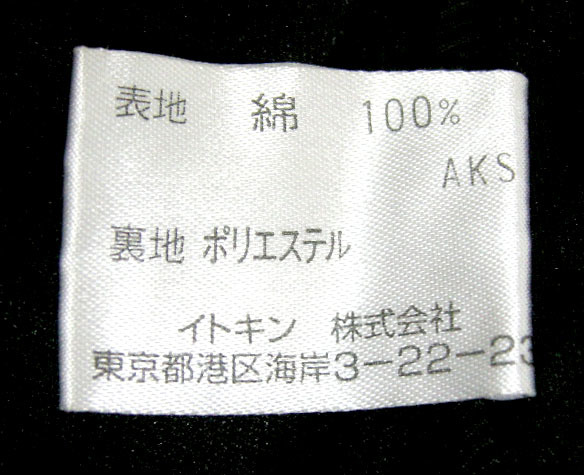 表地 綿 100%
AKS
裏地 ポリエステル
イトキン 株式会社
東京都港区海岸3-22-23